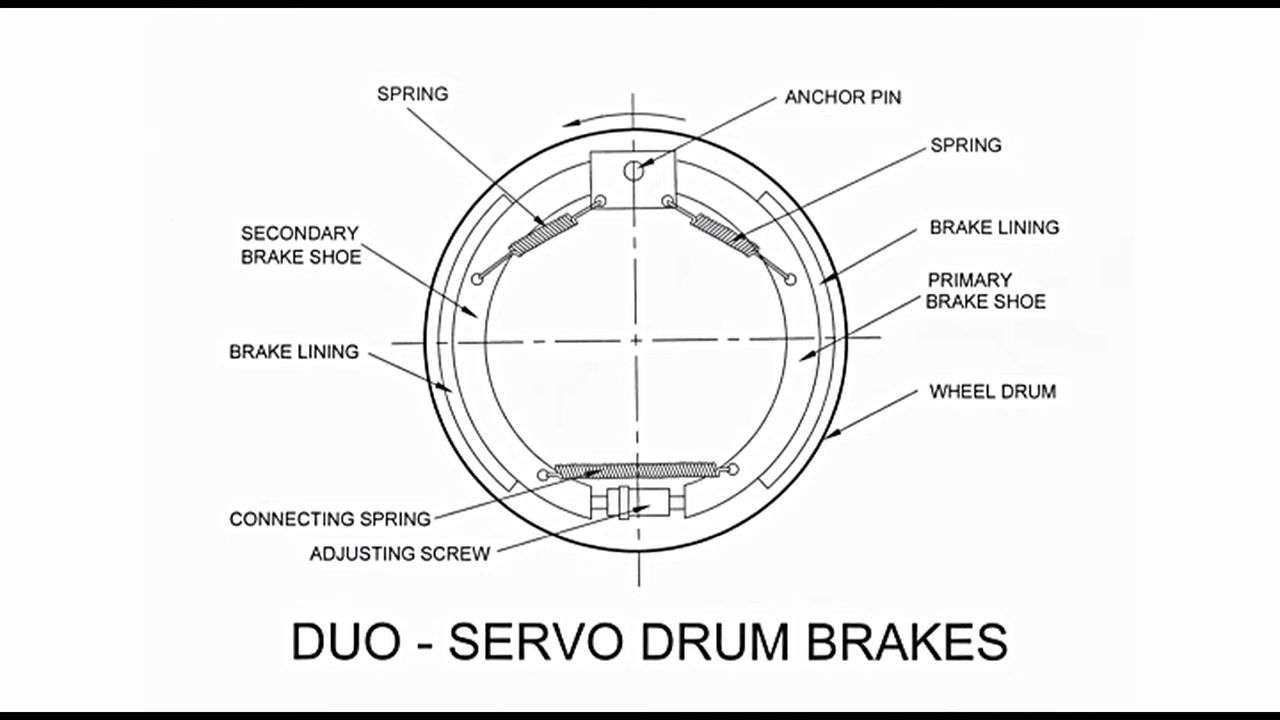 SPRING
ANCHOR PIN
SPRING
SECONDARY
BRAKE SHOE
BRAKE LINING
PRIMARY
BRAKE SHOE
BRAKE LINING
WHEEL DRUM
CONNECTING SPRING
ADJUSTING SCREW
DUO - SERVO DRUM BRAKES